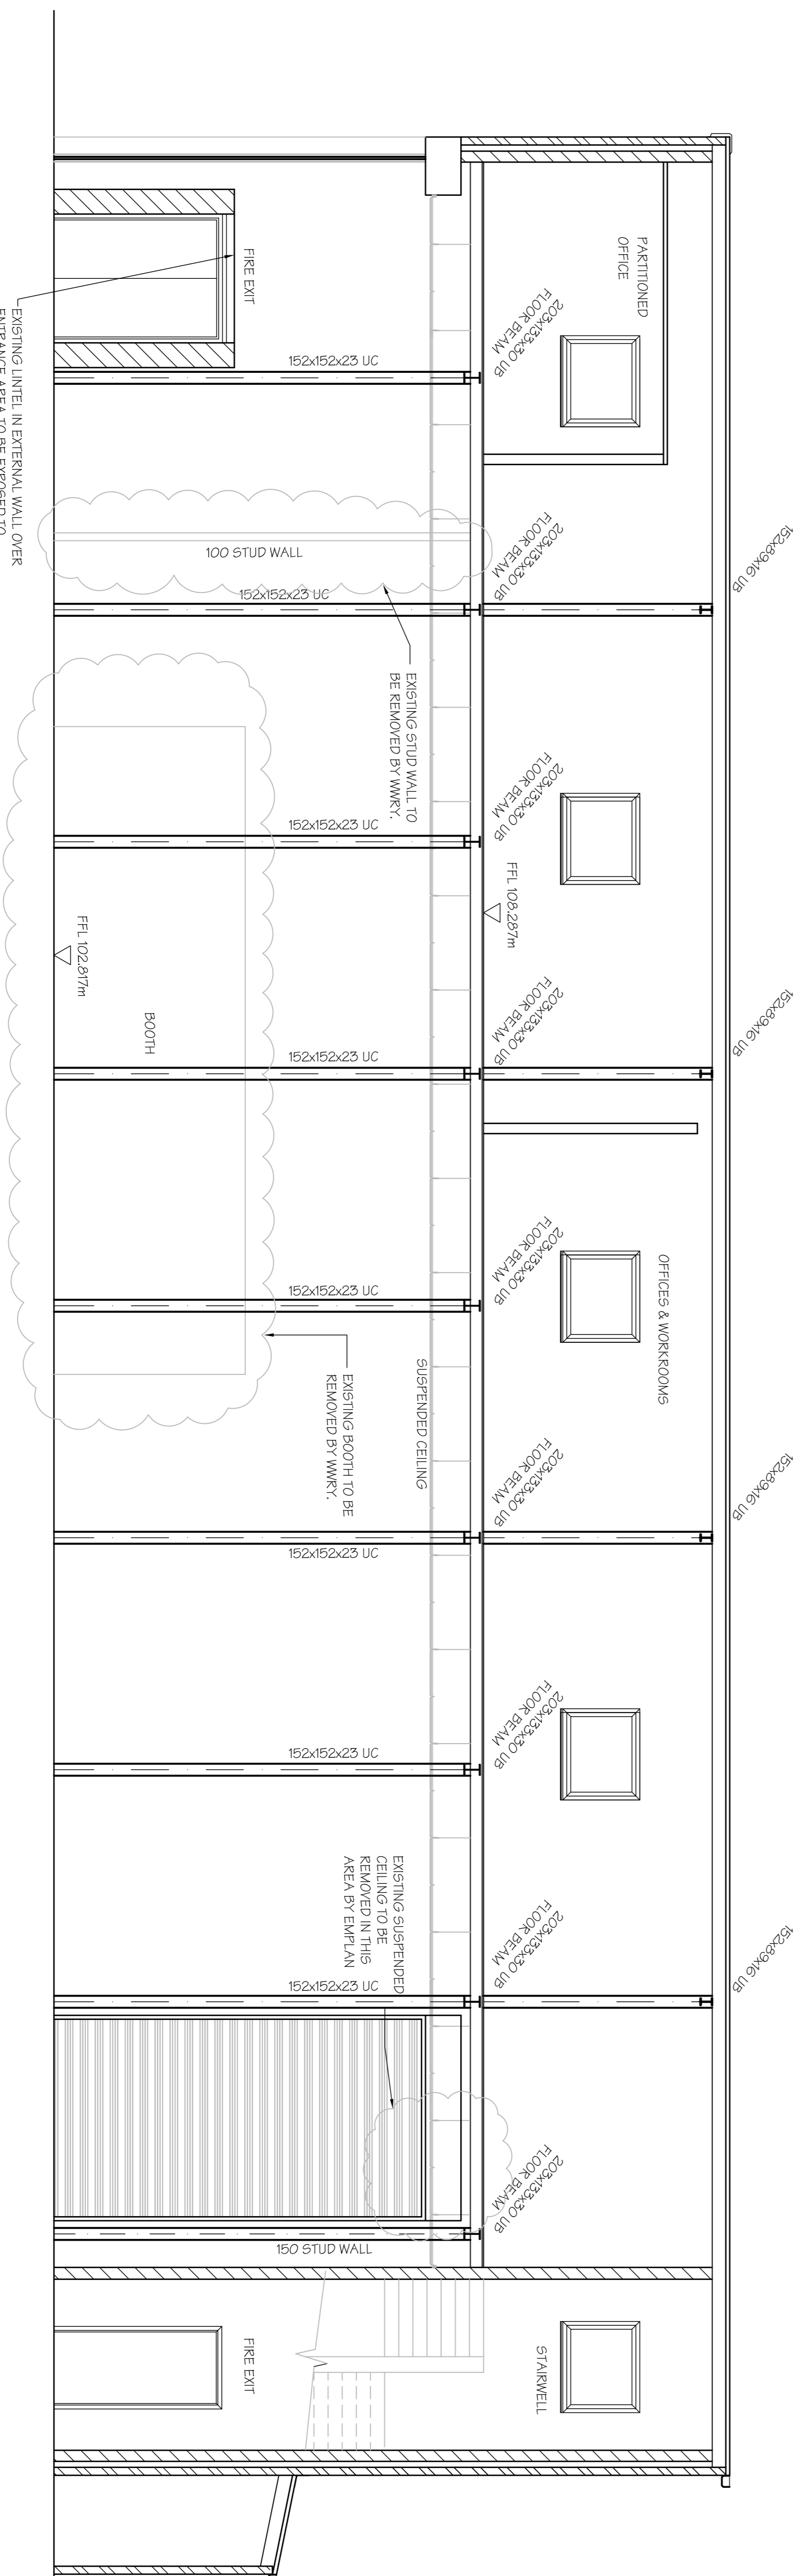 PARTITIONED
OFFICE
203x133x30 UB
FLOOR BEAM
FIRE EXIT
152x152x23 UC
EXISTING LINTEL IN EXTERNAL WALL OVER
100 STUD WALL
203x133x30 UB
FLOOR BEAM
152x89x16 UB
152x152x23 UC
EXISTING STUD WALL TO
BE REMOVED BY WWRY.
203x133x30 UB
FLOOR BEAM
152x152x23 UC
FFL 108.287m
FFL 102.817m
BOOTH
203x133x30 UB
FLOOR BEAM
152x89x16 UB
152x152x23 UC
OFFICES & WORKROOMS
203x133x30 UB
FLOOR BEAM
152x152x23 UC
SUSPENDED CEILING
EXISTING BOOTH TO BE
REMOVED BY WWRY.
203x133x30 UB
FLOOR BEAM
152x89x16 UB
152x152x23 UC
203x133x30 UB
FLOOR BEAM
152x152x23 UC
EXISTING SUSPENDED
CEILING TO BE
REMOVED IN THIS
AREA BY EMPLAN
203x133x30 UB
FLOOR BEAM
152x89x16 UB
152x152x23 UC
203x133x30 UB
FLOOR BEAM
150 STUD WALL
STAIRWELL
FIRE EXIT